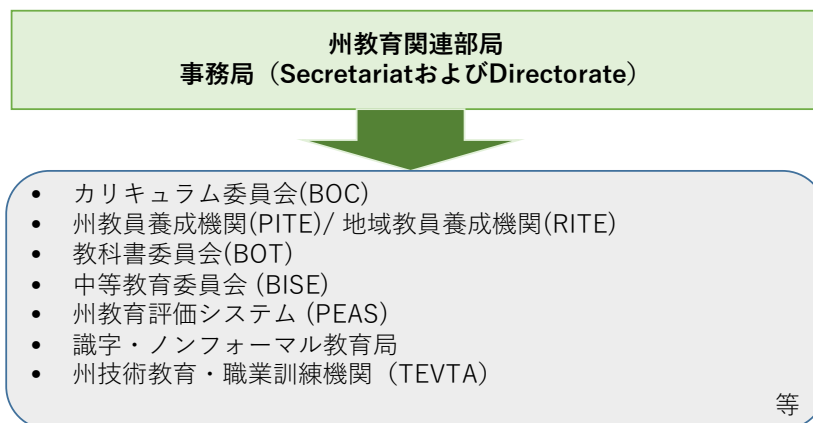 州教育関連部局
事務局（SecretariatおよびDirectorate）
• カリキュラム委員会(BOC)
• 州教員養成機関(PITE)/ 地域教員養成機関(RITE)
• 教科書委員会(BOT)
• 中等教育委員会 (BISE)
• 州教育評価システム (PEAS)
• 識字・ノンフォーマル教育局
• 州技術教育・職業訓練機関（TEVTA）
等